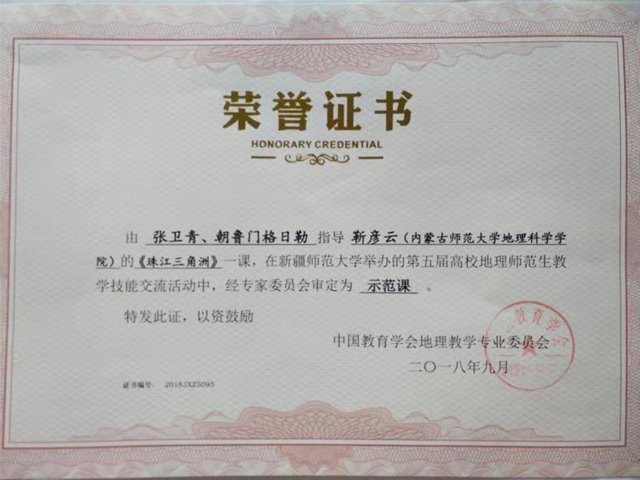 荣誉证书
HONORARY CREDENTIAL
由 张卫青、朝鲁门格日勒 指导 靳彦云（内蒙古师范大学地理科学学
院）的《珠江三角洲》一课，在新疆师范大学举办的第五届高校地理师范生教
学技能交流活动中，经专家委员会审定为 示范课 。
特发此证，以资鼓励
中国教育学会地理教学专业委员会
二〇一八年九月
证书编号: 2018JXZS095
教育学会